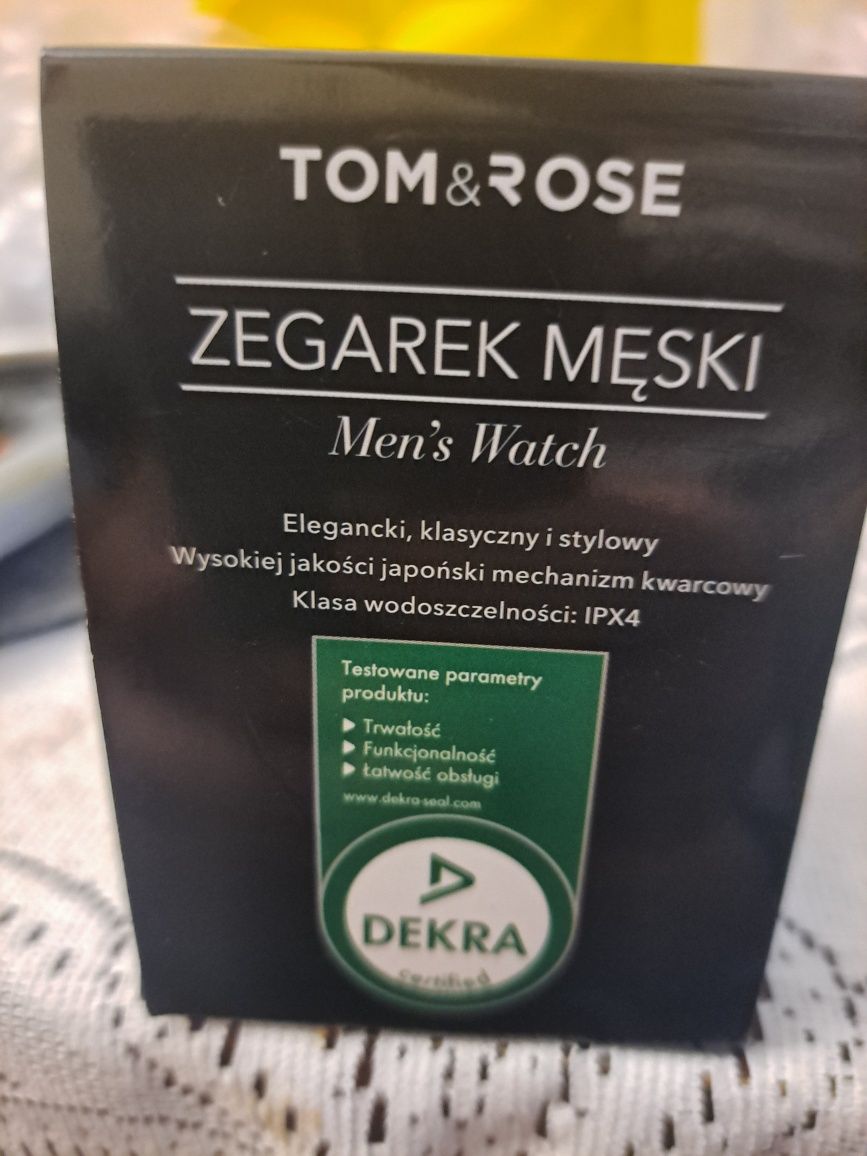 TOM&ROSE
ZEGAREK MĘSKI
Men's Watch
Elegancki, klasyczny i stylowy
Wysokiej jakości japoński mechanizm kwarcowy
Klasa wodoszczelności: IPX4
Testowane parametry
produktu:
Trwałość
Funkcjonalność
Łatwość obsługi
www.dekra-seal.com
DEKRA
certified